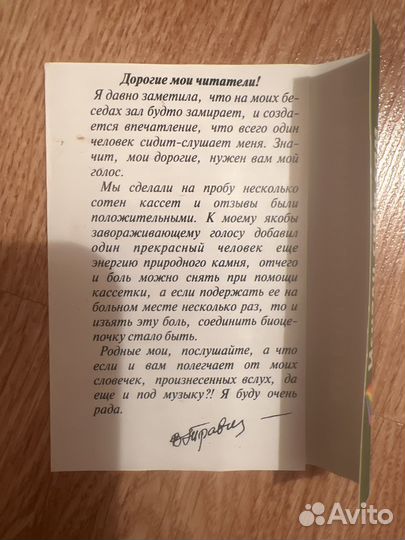 Дорогие мои читатели!
Я давно заметила, что на моих бе-
седах зал будто замирает, и созда-
ется впечатление, что всего один
человек сидит-слушает меня. Зна-
чит, мои дорогие, нужен вам мой
голос.
Мы сделали на пробу несколько
сотен кассет и отзывы были
положительными. К моему якобы
завораживающему голосу добавил
один прекрасный человек еще
энергию природного камня, отчего
и боль можно снять при помощи
кассетки, а если подержать ее на
больном месте несколько раз, то и
изъять эту боль, соединить биоце-
почку стало быть.
Родные мои, послушайте, а что
если и вам полегчает от моих
словечек, произнесенных вслух, да
еще и под музыку?! Я буду очень
рада.
Avito